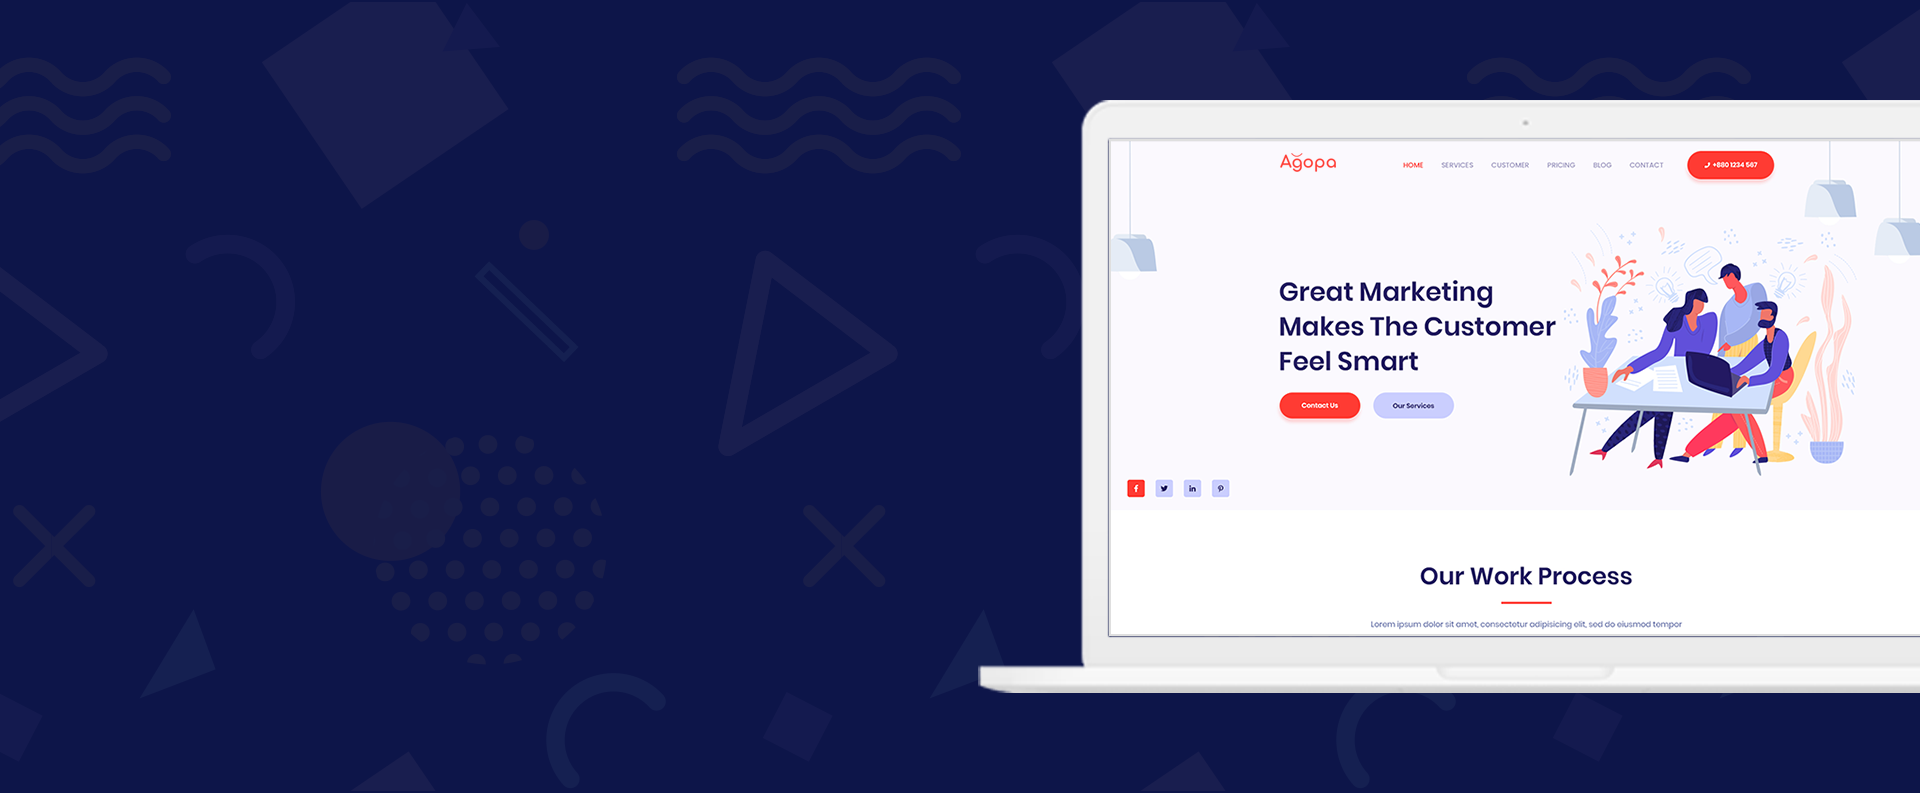 Agopa
HOME SERVICES CUSTOMER PRICING BLOG CONTACT +880 1234 567
Great Marketing
Makes The Customer
Feel Smart
Contact Us Our Services
Our Work Process
Lorem ipsum dolor sit amet, consectetur adipisicing elit, sed do eiusmod tempor